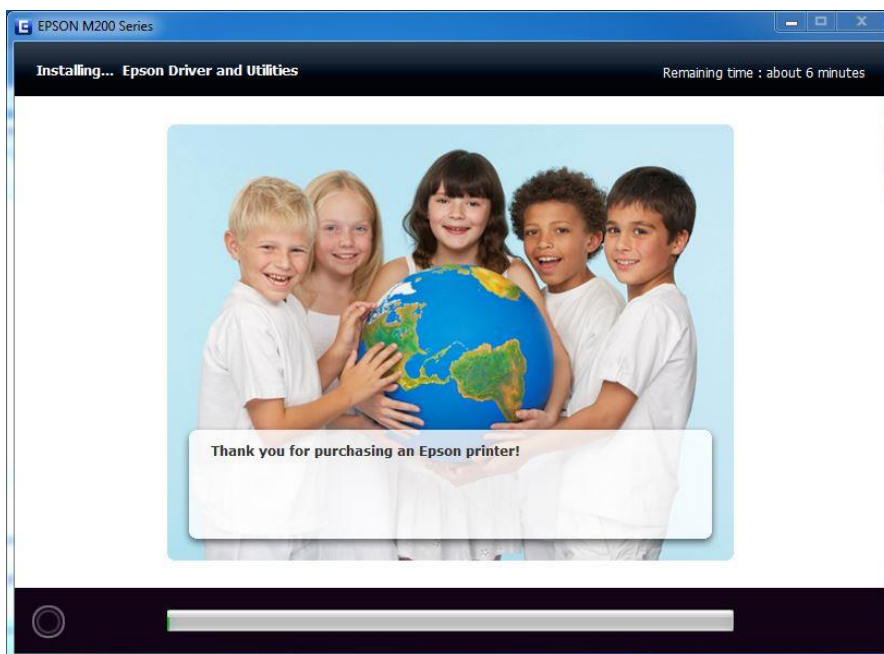 EPSON M200 Series
Installing... Epson Driver and Utilities
Remaining time : about 6 minutes
Thank you for purchasing an Epson printer!